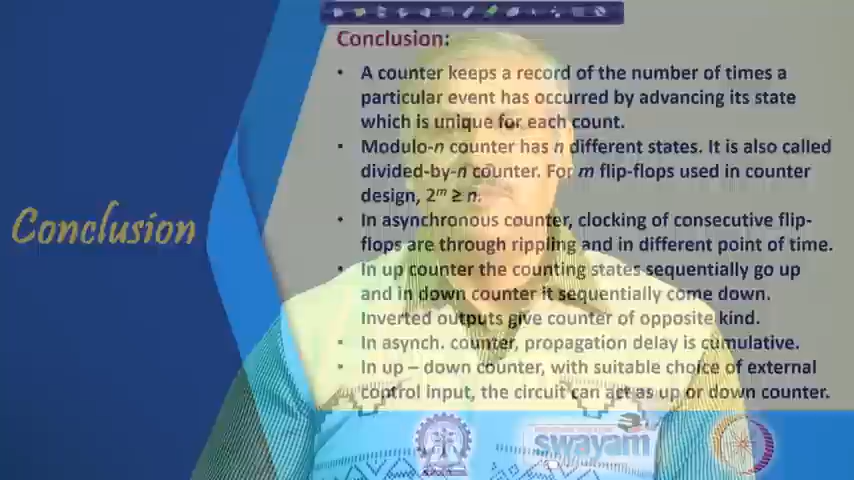 Conclusion
Conclusion:
• A counter keeps a record of the number of times a
particular event has occurred by advancing its state
which is unique for each count.
• Modulo-n counter has n different states. It is also called
divided-by-n counter. For m flip-flops used in counter
design, 2ᵐ ≥ n.
• In asynchronous counter, clocking of consecutive flip-
flops are through rippling and in different point of time.
• In up counter the counting states sequentially go up
and in down counter it sequentially come down.
Inverted outputs give counter of opposite kind.
• In asynch. counter, propagation delay is cumulative.
• In up – down counter, with suitable choice of external
control input, the circuit can act as up or down counter.
swayam